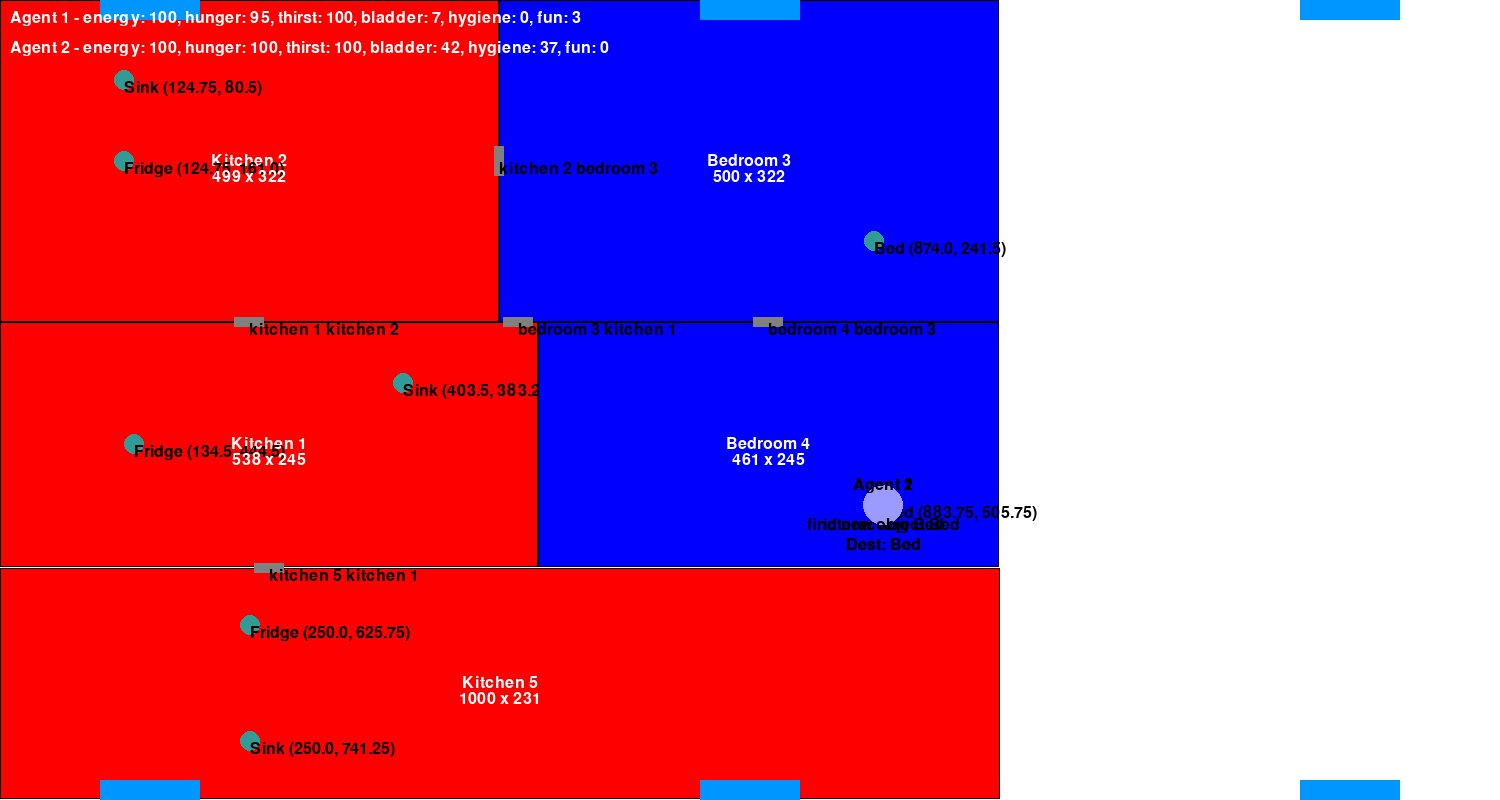 Agent 1 - energy: 100, hunger: 95, thirst: 100, bladder: 7, hygiene: 0, fun: 3
Agent 2 - energy: 100, hunger: 100, thirst: 100, bladder: 42, hygiene: 37, fun: 0
Sink (124.75, 80.5)
Kitchen 2
499 x 322
Fridge (124.75, 161.0)
kitchen 2 bedroom 3
Bedroom 3
500 x 322
Bed (874.0, 241.5)
kitchen 1 kitchen 2
bedroom 3 kitchen 1
bedroom 4 bedroom 3
Sink (403.5, 383.2
Kitchen 1
538 x 245
Fridge (134.5,
Bedroom 4
461 x 245
Agent
(883.75, 505.75)
Dest: Bed
kitchen 5 kitchen 1
Fridge (250.0, 625.75)
Kitchen 5
1000 x 231
Sink (250.0, 741.25)